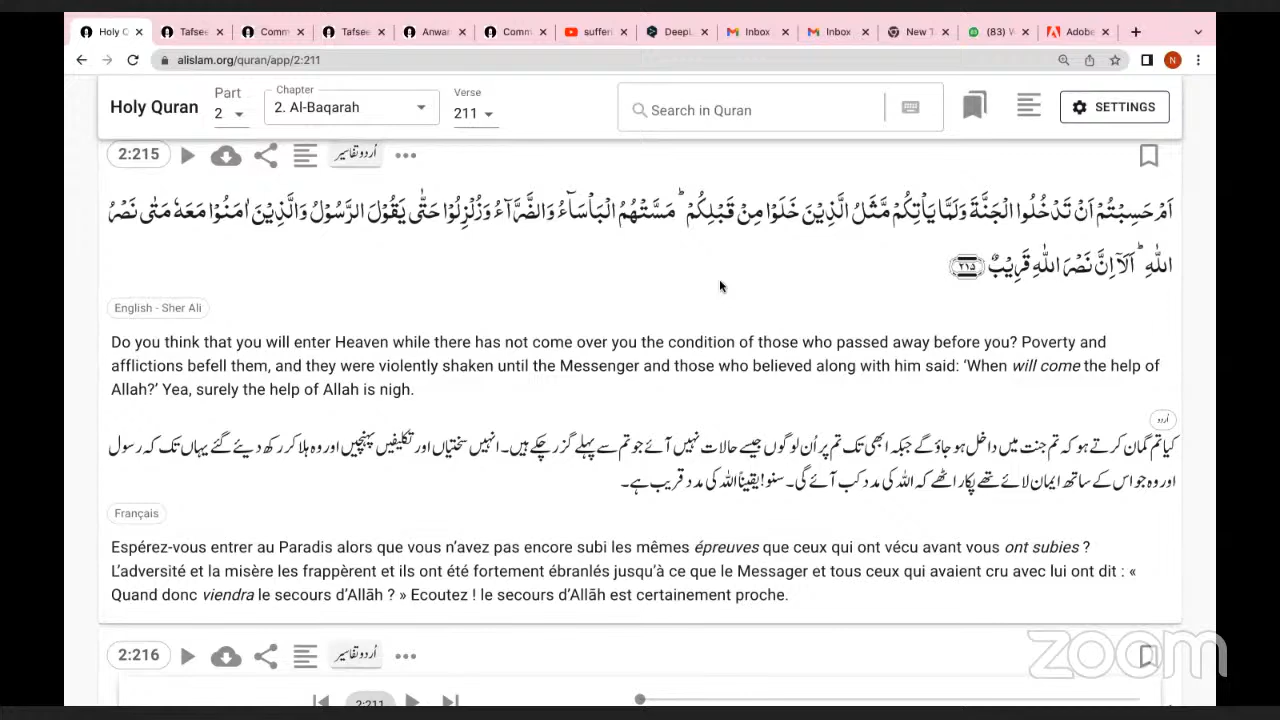 Holy Q
Tafsee
Comm
Tafsee
Anwar
Comm
sufferi
DeepL
Inbox
Inbox
New T
(83) W
Adobe
alislam.org/quran/app/2:211
N
Holy Quran
Part
2
Chapter
2. Al-Baqarah
Verse
211
Search in Quran
SETTINGS
2:215
اُردو تفاسیر
اَمۡ حَسِبۡتُمۡ اَنۡ تَدۡخُلُوا الۡجَنَّۃَ وَلَمَّا یَاۡتِکُمۡ مَّثَلُ الَّذِیۡنَ خَلَوۡا مِنۡ قَبۡلِکُمۡ ؕ مَسَّتۡہُمُ الۡبَاۡسَآءُ وَالضَّرَّآءُ وَزُلۡزِلُوۡا حَتّٰی یَقُوۡلَ الرَّسُوۡلُ وَالَّذِیۡنَ اٰمَنُوۡا مَعَہٗ مَتٰی نَصۡرُ
اللّٰہِ ؕ اَلَاۤ اِنَّ نَصۡرَ اللّٰہِ قَرِیۡبٌ ﴿۲۱۵﴾
English - Sher Ali
Do you think that you will enter Heaven while there has not come over you the condition of those who passed away before you? Poverty and
afflictions befell them, and they were violently shaken until the Messenger and those who believed along with him said: ‘When will come the help of
Allah?’ Yea, surely the help of Allah is nigh.
اُردو
کیا تم گمان کرتے ہو کہ تم جنت میں داخل ہو جاؤ گے جبکہ ابھی تک تم پر اُن لوگوں جیسے حالات نہیں آئے جو تم سے پہلے گزر چکے ہیں۔ انہیں سختیاں اور تکلیفیں پہنچیں اور وہ ہلا کر رکھ دیئے گئے یہاں تک کہ رسول
اور وہ جو اس کے ساتھ ایمان لائے تھے پکار اٹھے کہ اللہ کی مدد کب آئے گی۔ سنو! یقیناً اللہ کی مدد قریب ہے۔
Français
Espérez-vous entrer au Paradis alors que vous n’avez pas encore subi les mêmes épreuves que ceux qui ont vécu avant vous ont subies ?
L’adversité et la misère les frappèrent et ils ont été fortement ébranlés jusqu’à ce que le Messager et tous ceux qui avaient cru avec lui ont dit : «
Quand donc viendra le secours d’Allāh ? » Ecoutez ! le secours d’Allāh est certainement proche.
2:216
اُردو تفاسیر
zoom
2:211